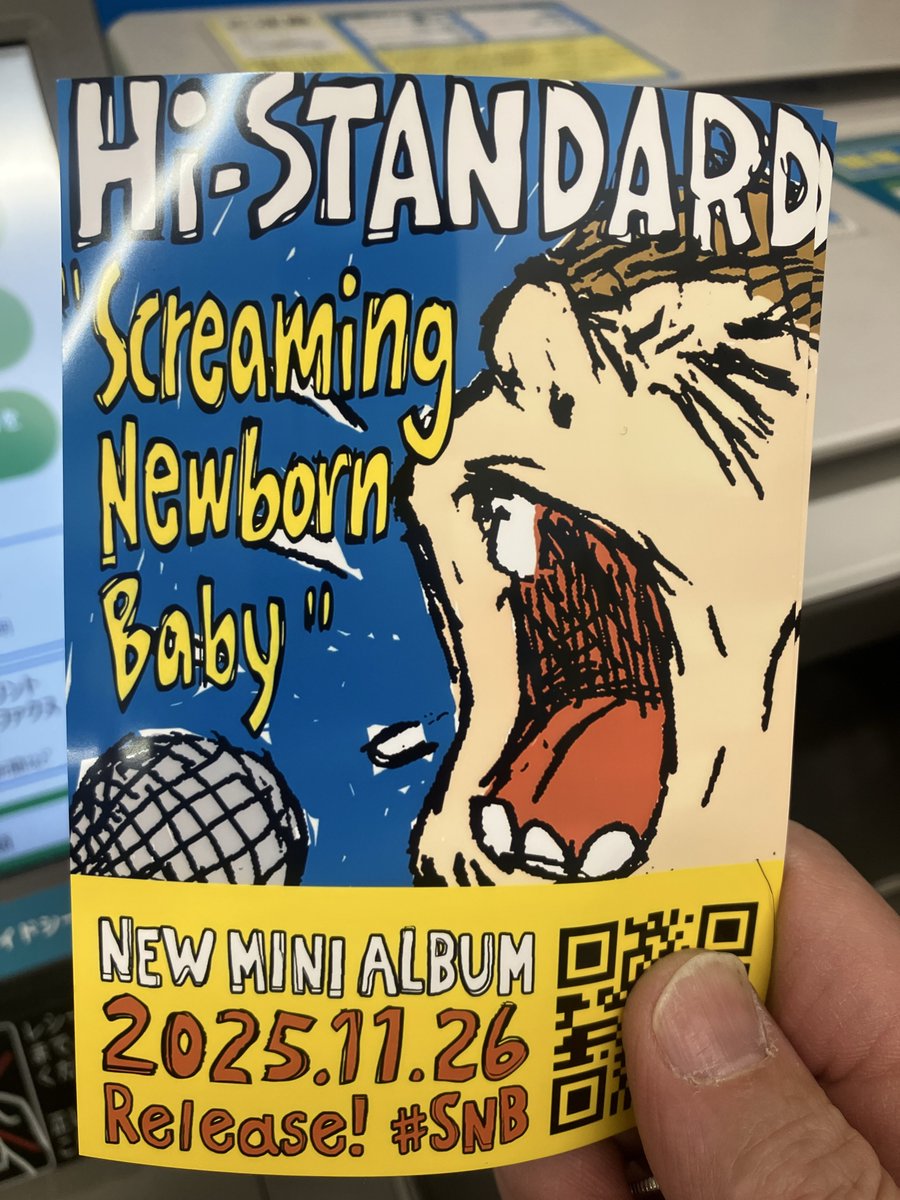 Hi-STANDARD
"Screaming
Newborn
Baby"
NEW MINI ALBUM
2025.11.26
Release! #SNB